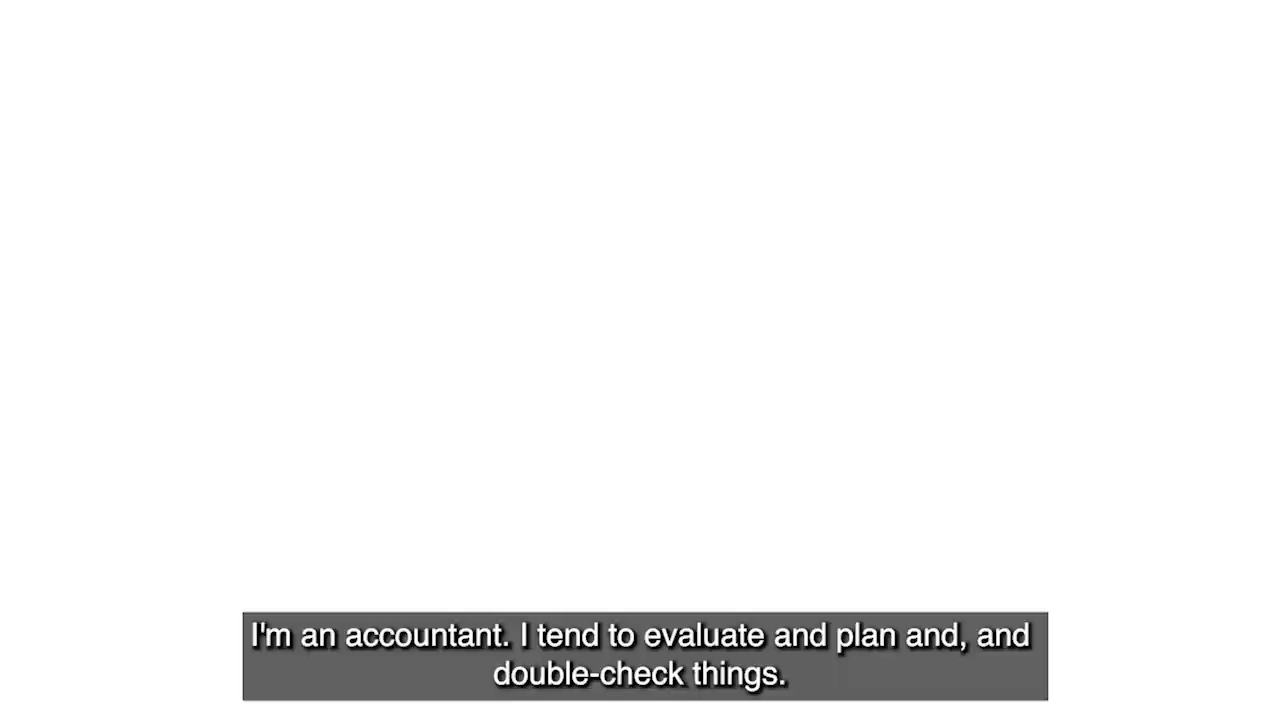 I'm an accountant. I tend to evaluate and plan and, and
double-check things.